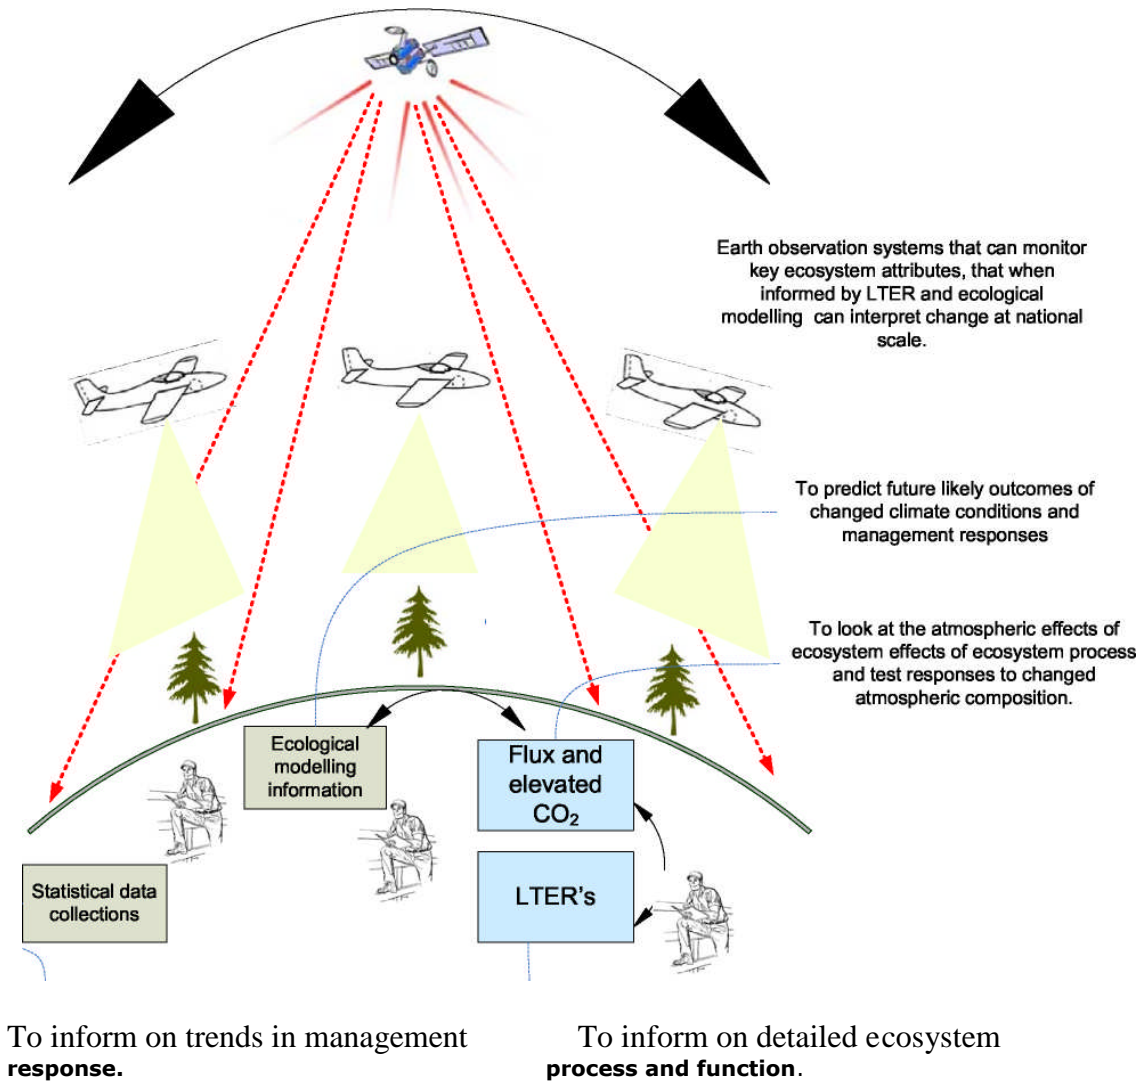 Earth observation systems that can monitor
key ecosystem attributes, that when
informed by LTER and ecological
modelling can interpret change at national
scale.
To predict future likely outcomes of
changed climate conditions and
management responses
To look at the atmospheric effects of
ecosystem effects of ecosystem process
and test responses to changed
atmospheric composition.
Ecological
modelling
information
Flux and
elevated
CO₂
Statistical data
collections
LTER's
To inform on trends in management
response.
To inform on detailed ecosystem
process and function.